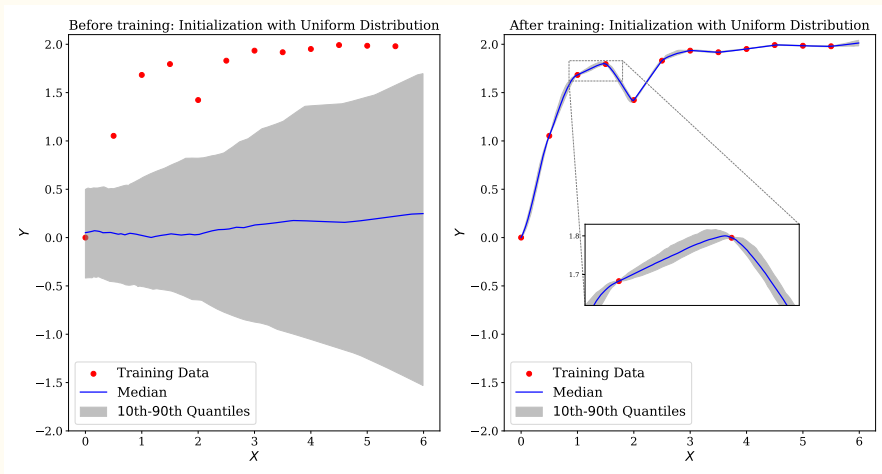 Before training: Initialization with Uniform Distribution
2.0
1.5
1.0
0.5
0.0
−0.5
−1.0
−1.5
−2.0
Y
Training Data
Median
10th-90th Quantiles
0 1 2 3 4 5 6
X
After training: Initialization with Uniform Distribution
2.0
1.5
1.0
0.5
0.0
−0.5
−1.0
−1.5
−2.0
Y
1.8
1.7
Training Data
Median
10th-90th Quantiles
0 1 2 3 4 5 6
X